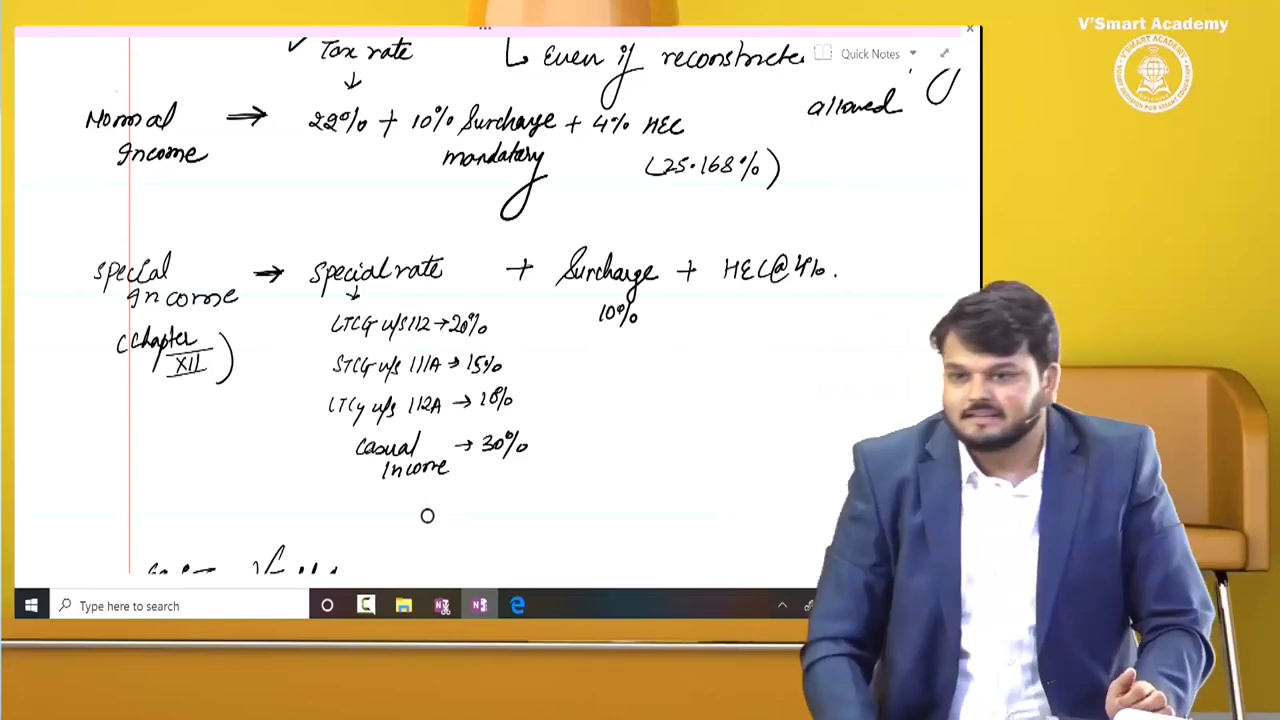 V'Smart Academy
Tax rate
↳ Even if reconstructe
Quick Notes
allowed
Normal Income ⇒ 22% + 10% Surcharge + 4% HEC
mandatory
(25.168%)
Special Income → Special rate + Surcharge + HEC@4%.
10%
(Chapter XII)
LTCG u/s 112 → 20%
STCG u/s 111A → 15%
LTCG u/s 112A → 10%
Casual Income → 30%
Type here to search